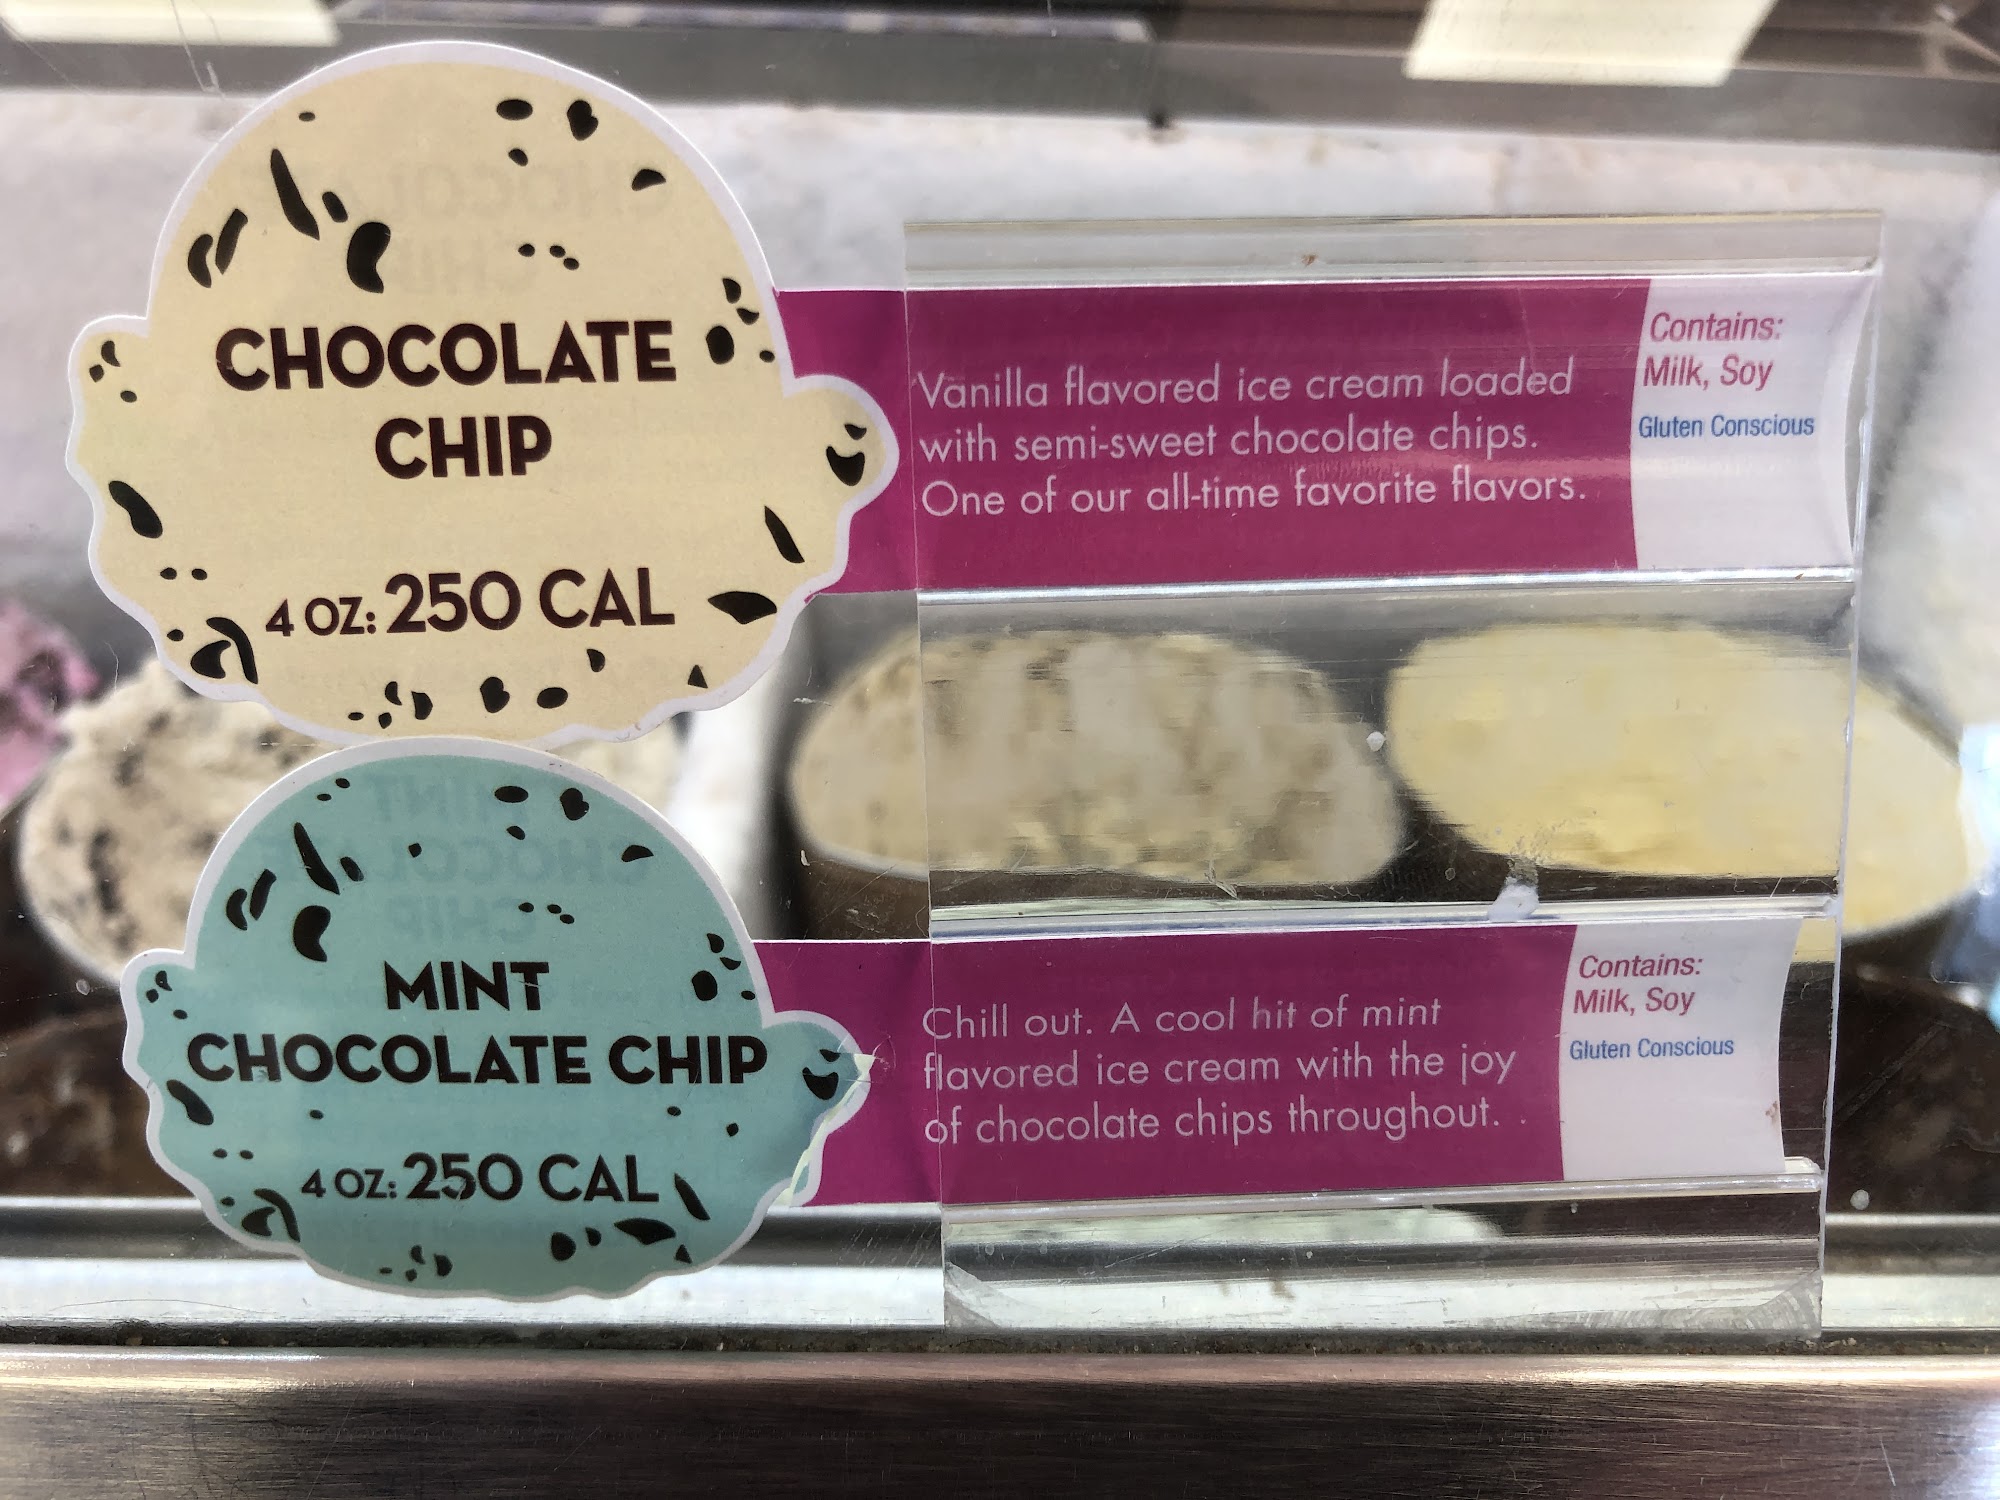 CHOCOLATE
CHIP
4 OZ: 250 CAL
Vanilla flavored ice cream loaded
with semi-sweet chocolate chips.
One of our all-time favorite flavors.
Contains:
Milk, Soy
Gluten Conscious
MINT
CHOCOLATE CHIP
4 OZ: 250 CAL
Chill out. A cool hit of mint
flavored ice cream with the joy
of chocolate chips throughout.
Contains:
Milk, Soy
Gluten Conscious